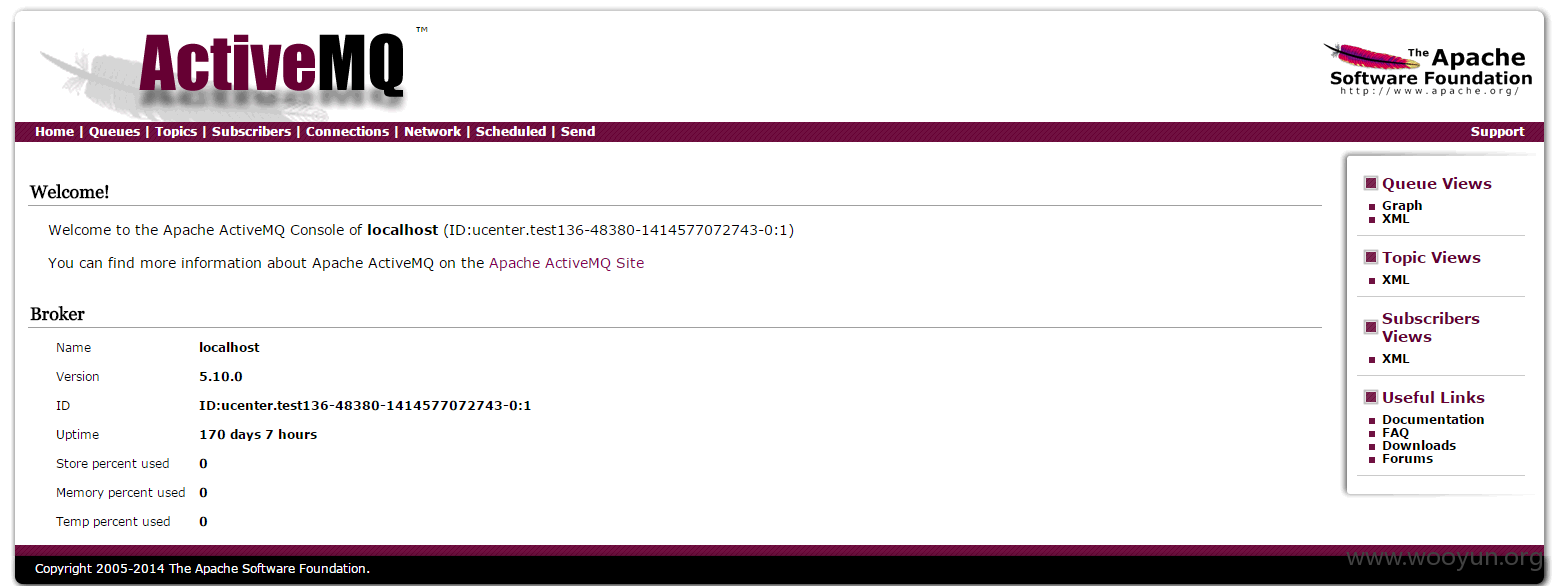 ActiveMQ ™
The Apache
Software Foundation
http://www.apache.org/
Home | Queues | Topics | Subscribers | Connections | Network | Scheduled | Send
Support
Welcome!
Welcome to the Apache ActiveMQ Console of localhost (ID:ucenter.test136-48380-1414577072743-0:1)
You can find more information about Apache ActiveMQ on the Apache ActiveMQ Site
Broker
Name localhost
Version 5.10.0
ID ID:ucenter.test136-48380-1414577072743-0:1
Uptime 170 days 7 hours
Store percent used 0
Memory percent used 0
Temp percent used 0
Queue Views
Graph
XML
Topic Views
XML
Subscribers
Views
XML
Useful Links
Documentation
FAQ
Downloads
Forums
www.wooyun.org
Copyright 2005-2014 The Apache Software Foundation.